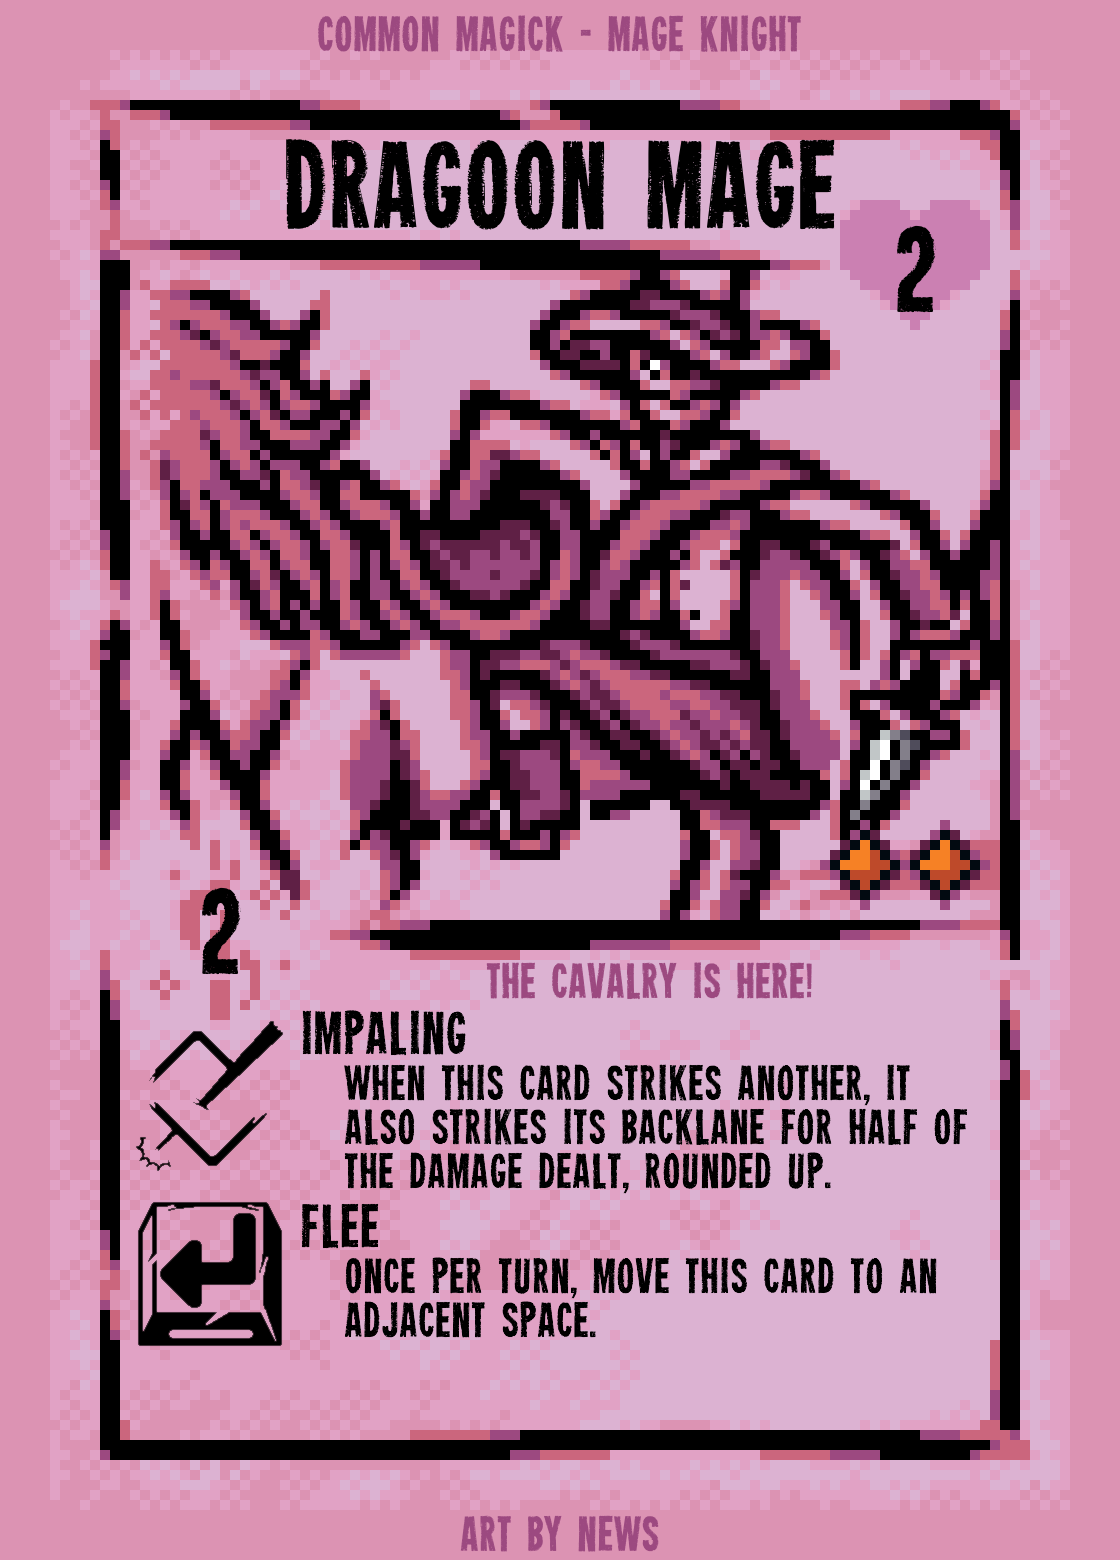 COMMON MAGICK - MAGE KNIGHT
DRAGOON MAGE
2
2
THE CAVALRY IS HERE!
IMPALING
WHEN THIS CARD STRIKES ANOTHER, IT
ALSO STRIKES ITS BACKLANE FOR HALF OF
THE DAMAGE DEALT, ROUNDED UP.
FLEE
ONCE PER TURN, MOVE THIS CARD TO AN
ADJACENT SPACE.
ART BY NEWS